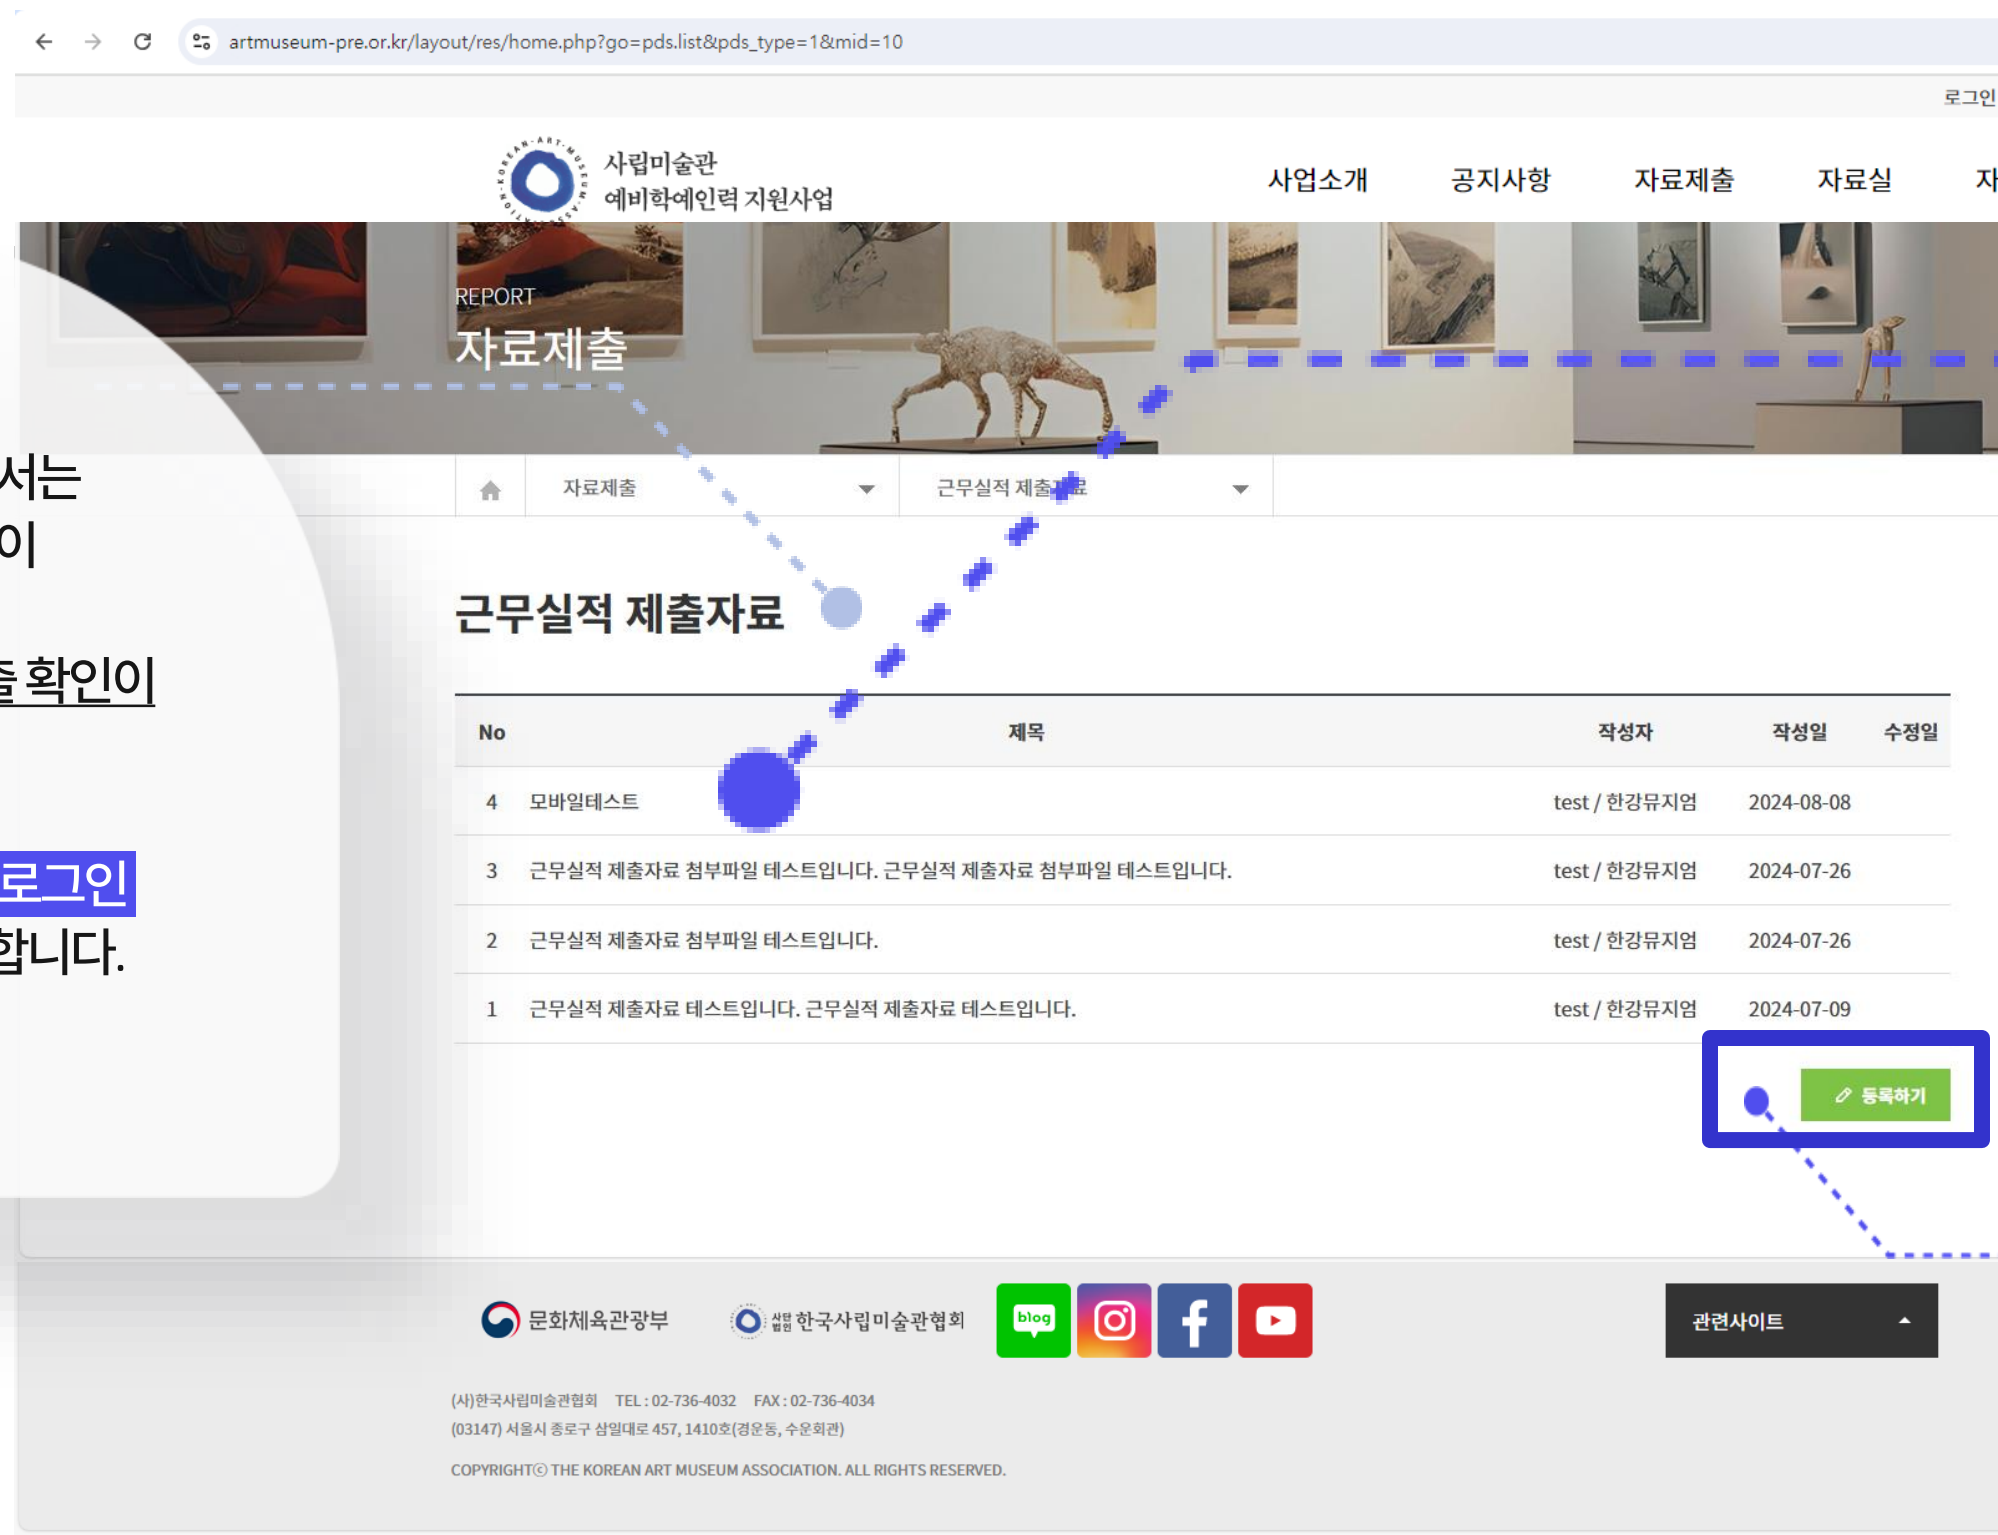 artmuseum-pre.or.kr/layout/res/home.php?go=pds.list&pds_type=1&mid=10
로그인
KOREAN·ART·MUSEUM·ASSOCIATION
사립미술관
예비학예인력 지원사업
사업소개 공지사항 자료제출 자료실
REPORT
자료제출
서는
이
확인이
로그인
합니다.
자료제출 근무실적 제출자료
근무실적 제출자료
No 제목 작성자 작성일 수정일
4 모바일테스트 test / 한강뮤지엄 2024-08-08
3 근무실적 제출자료 첨부파일 테스트입니다. 근무실적 제출자료 첨부파일 테스트입니다. test / 한강뮤지엄 2024-07-26
2 근무실적 제출자료 첨부파일 테스트입니다. test / 한강뮤지엄 2024-07-26
1 근무실적 제출자료 테스트입니다. 근무실적 제출자료 테스트입니다. test / 한강뮤지엄 2024-07-09
등록하기
문화체육관광부 사단법인 한국사립미술관협회 blog 관련사이트
(사)한국사립미술관협회 TEL : 02-736-4032 FAX : 02-736-4034
(03147) 서울시 종로구 삼일대로 457, 1410호(경운동, 수운회관)
COPYRIGHTⓒ THE KOREAN ART MUSEUM ASSOCIATION. ALL RIGHTS RESERVED.